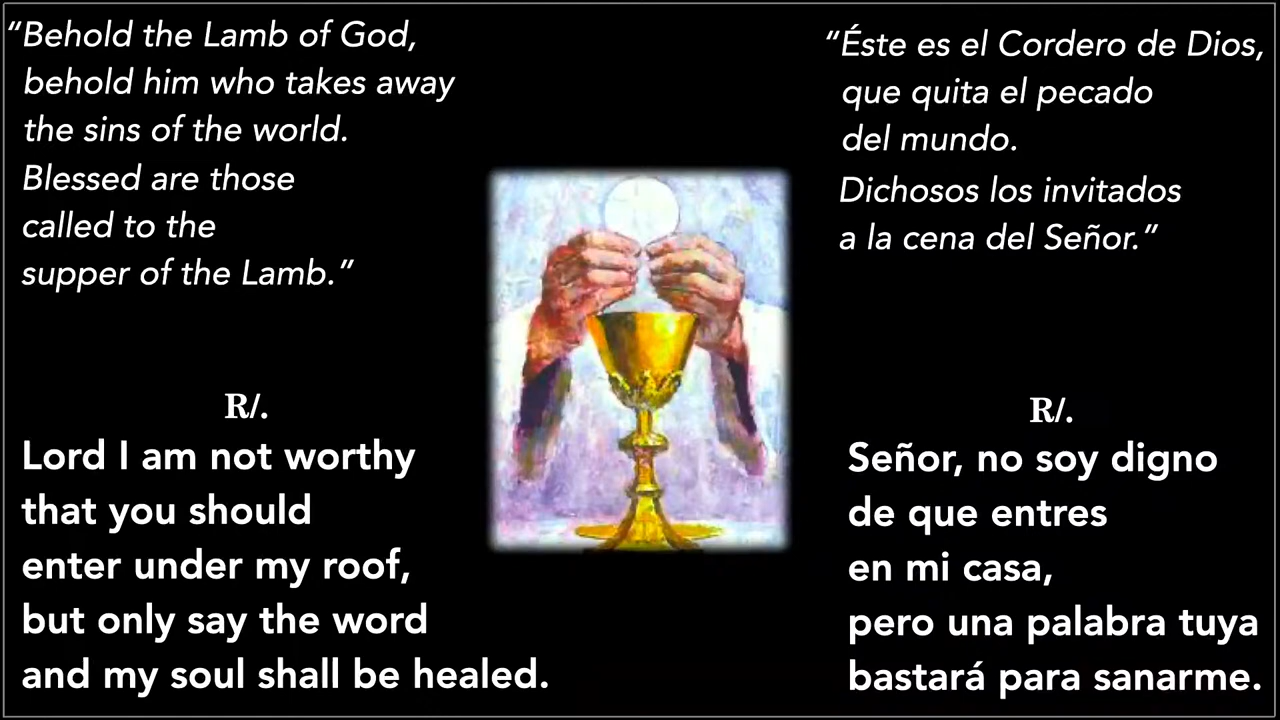 “Behold the Lamb of God,
behold him who takes away
the sins of the world.
Blessed are those
called to the
supper of the Lamb.”
R/.
Lord I am not worthy
that you should
enter under my roof,
but only say the word
and my soul shall be healed.
“Éste es el Cordero de Dios,
que quita el pecado
del mundo.
Dichosos los invitados
a la cena del Señor.”
R/.
Señor, no soy digno
de que entres
en mi casa,
pero una palabra tuya
bastará para sanarme.